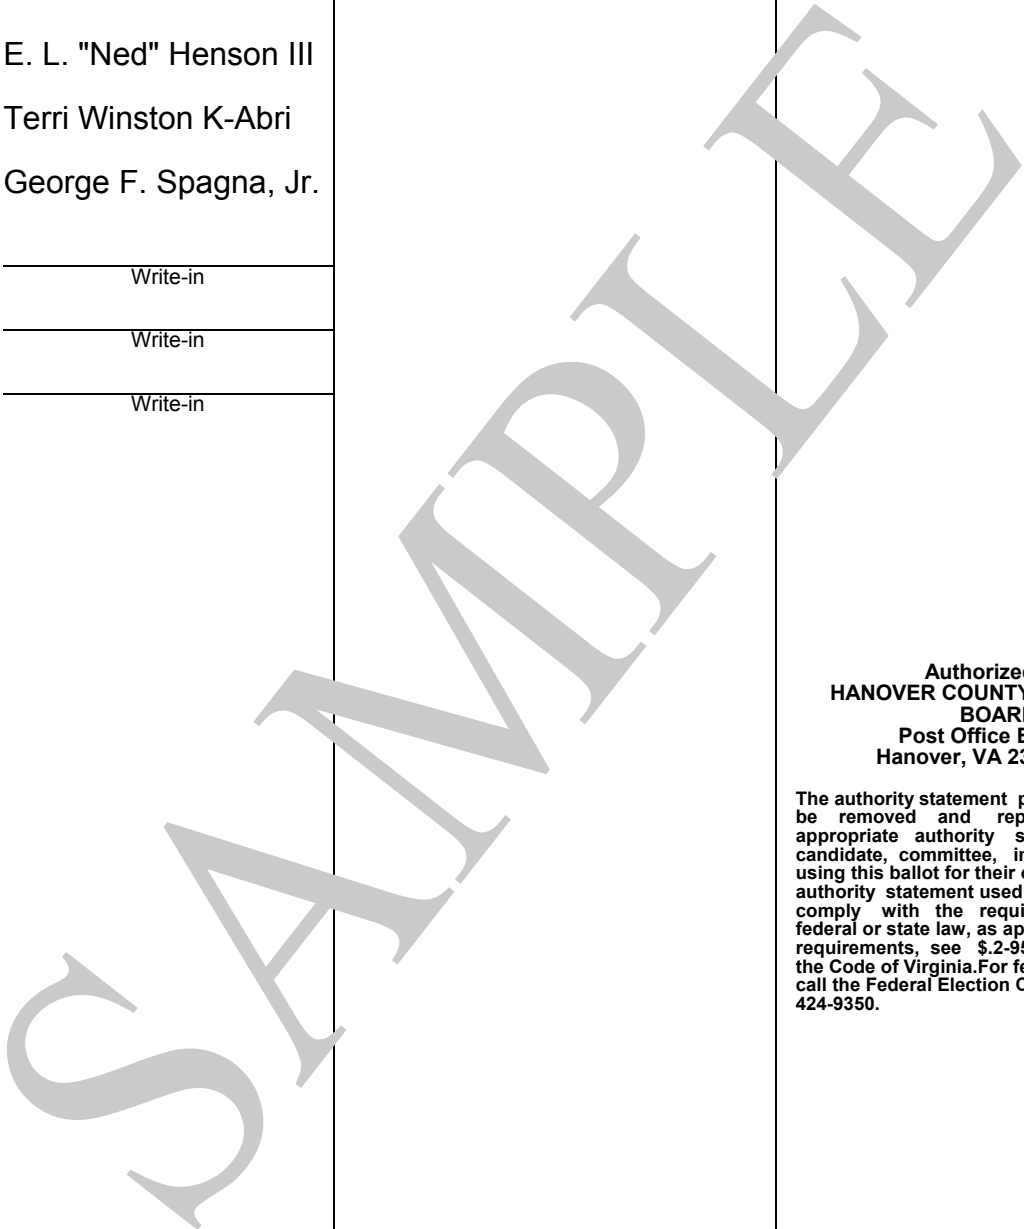 E. L. "Ned" Henson III
Terri Winston K-Abri
George F. Spagna, Jr.
Write-in
Write-in
Write-in
SAMPLE
HANOVER COUNTY
Post Office
Hanover, VA
The authority statement
be removed and
appropriate authority
candidate, committee,
using this ballot for their
authority statement used
comply with the
federal or state law, as
requirements, see $.2-
the Code of Virginia.For
call the Federal Election
424-9350.